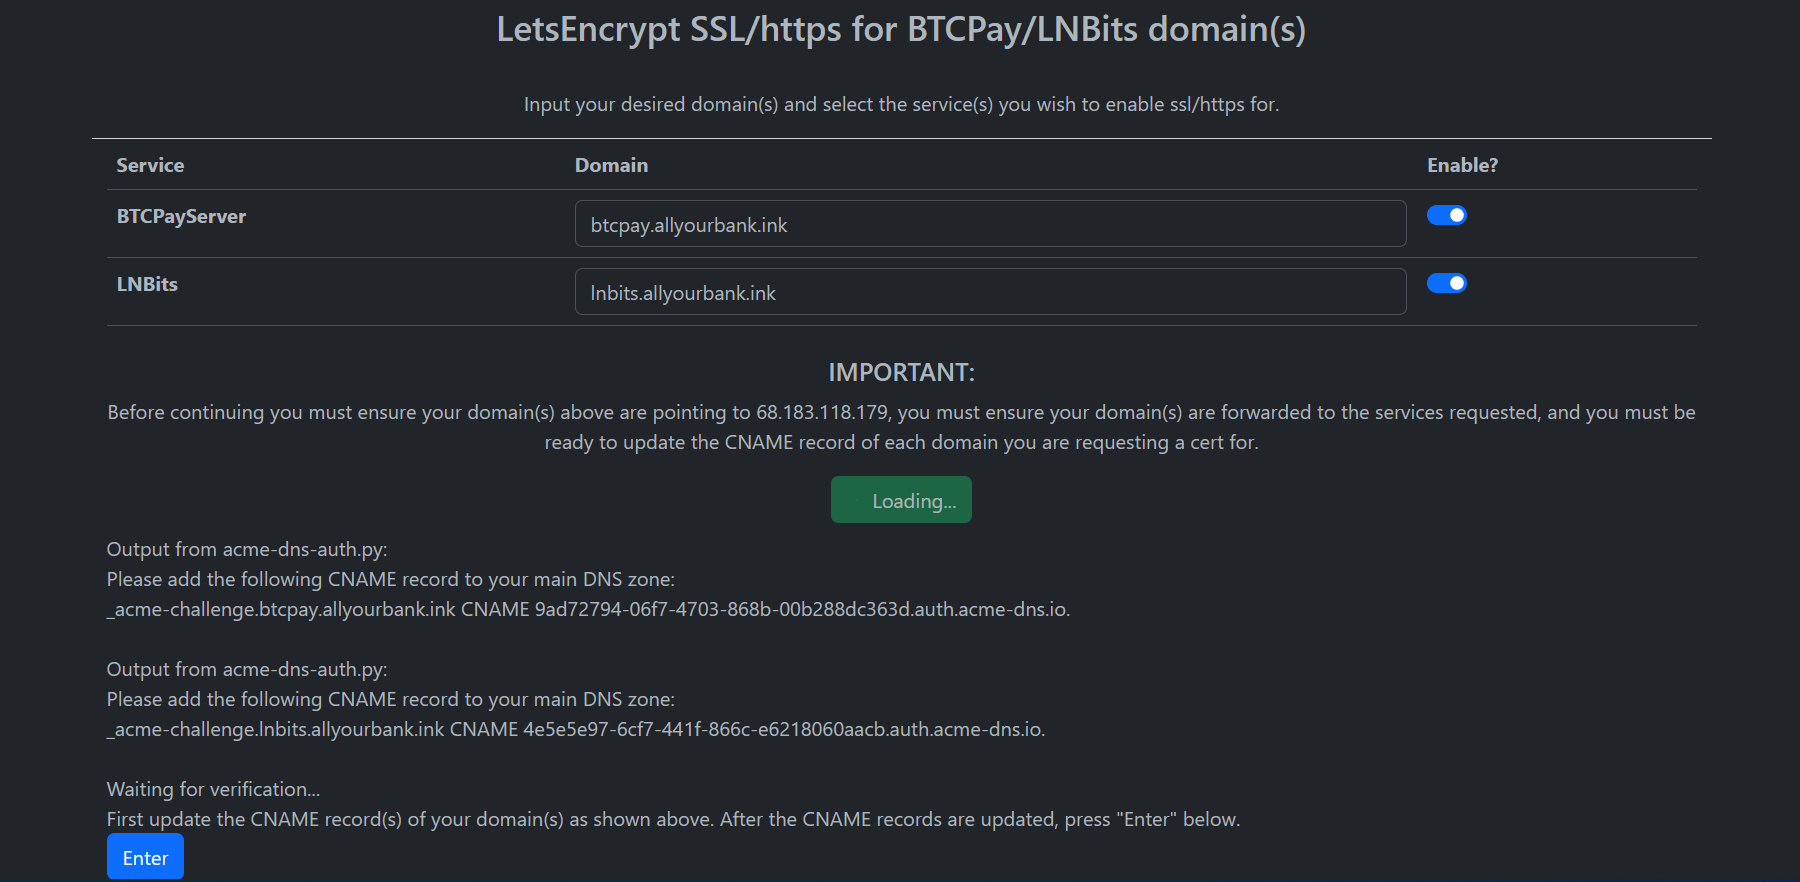 LetsEncrypt SSL/https for BTCPay/LNBits domain(s)
Input your desired domain(s) and select the service(s) you wish to enable ssl/https for.
Service Domain Enable?
BTCPayServer btcpay.allyourbank.ink
LNBits lnbits.allyourbank.ink
IMPORTANT:
Before continuing you must ensure your domain(s) above are pointing to 68.183.118.179, you must ensure your domain(s) are forwarded to the services requested, and you must be
ready to update the CNAME record of each domain you are requesting a cert for.
Loading...
Output from acme-dns-auth.py:
Please add the following CNAME record to your main DNS zone:
_acme-challenge.btcpay.allyourbank.ink CNAME 9ad72794-06f7-4703-868b-00b288dc363d.auth.acme-dns.io.
Output from acme-dns-auth.py:
Please add the following CNAME record to your main DNS zone:
_acme-challenge.lnbits.allyourbank.ink CNAME 4e5e5e97-6cf7-441f-866c-e6218060aacb.auth.acme-dns.io.
Waiting for verification...
First update the CNAME record(s) of your domain(s) as shown above. After the CNAME records are updated, press "Enter" below.
Enter